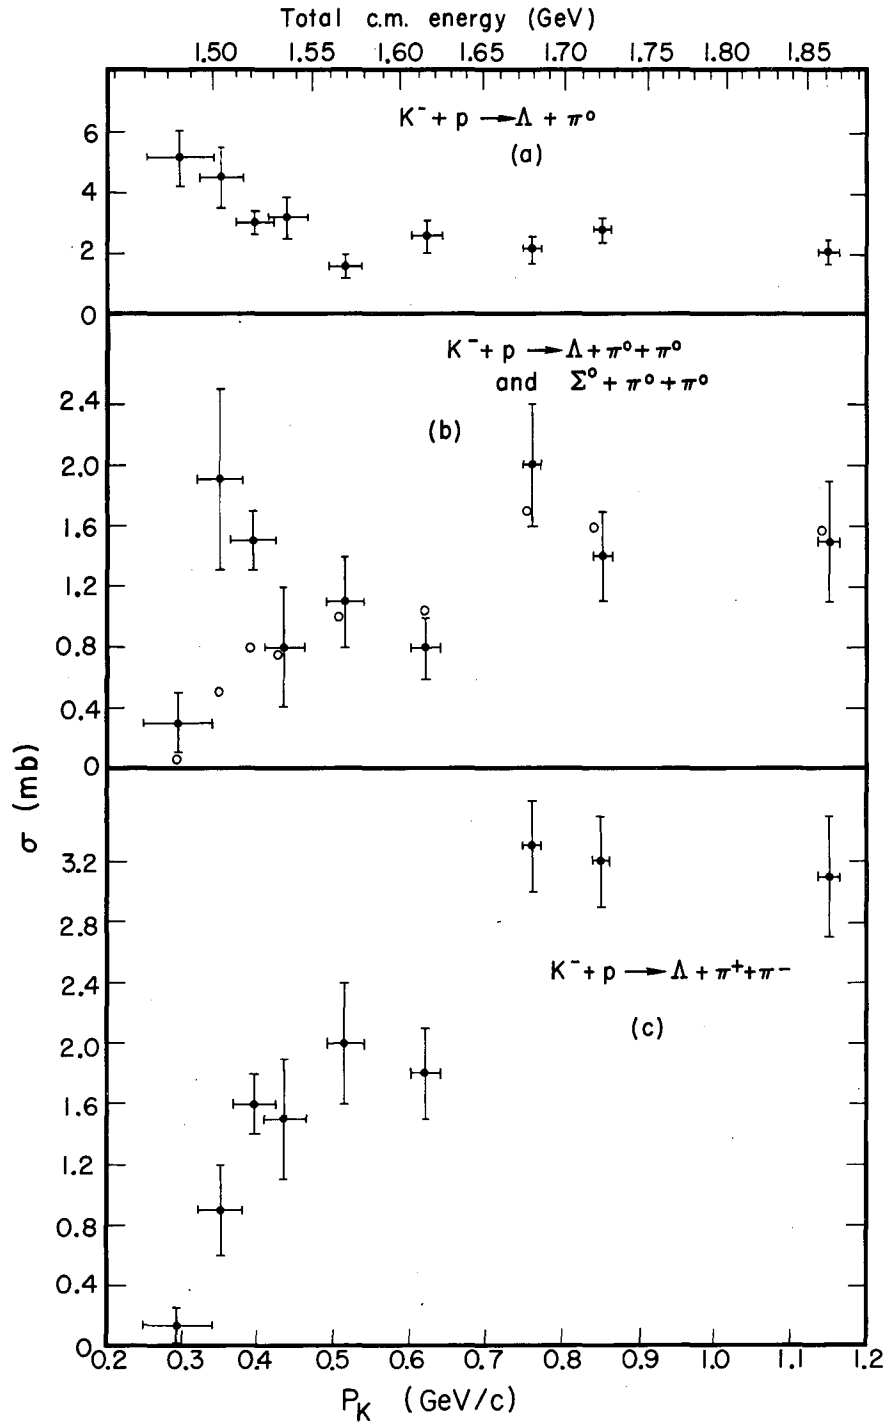 Total c.m. energy (GeV)
1.50 1.55 1.60 1.65 1.70 1.75 1.80 1.85
K⁻ + p → Λ + π⁰
(a)
6
4
2
0
K⁻ + p → Λ + π⁰ + π⁰
and Σ⁰ + π⁰ + π⁰
(b)
2.4
2.0
1.6
1.2
0.8
0.4
0
σ (mb)
3.2
2.8
2.4
2.0
1.6
1.2
0.8
0.4
0
K⁻ + p → Λ + π⁺ + π⁻
(c)
0.2 0.3 0.4 0.5 0.6 0.7 0.8 0.9 1.0 1.1 1.2
P_K (GeV/c)